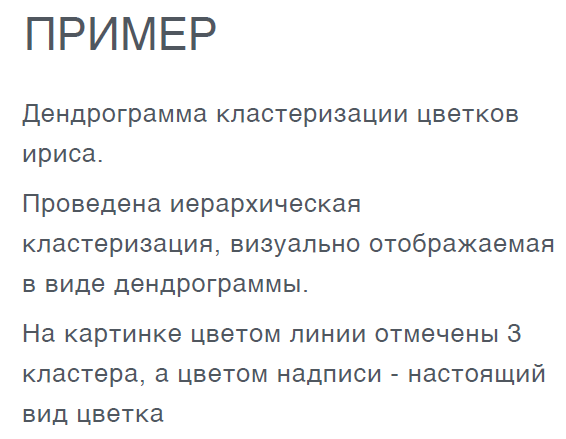 ПРИМЕР
Дендрограмма кластеризации цветков
ириса.
Проведена иерархическая
кластеризация, визуально отображаемая
в виде дендрограммы.
На картинке цветом линии отмечены 3
кластера, а цветом надписи - настоящий
вид цветка